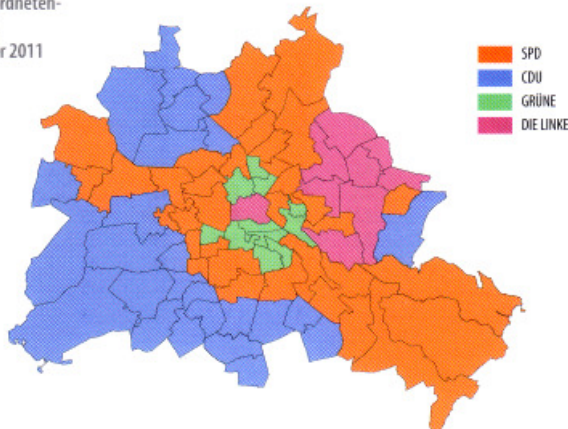 rdneten-
r 2011
SPD
CDU
GRÜNE
DIE LINKE